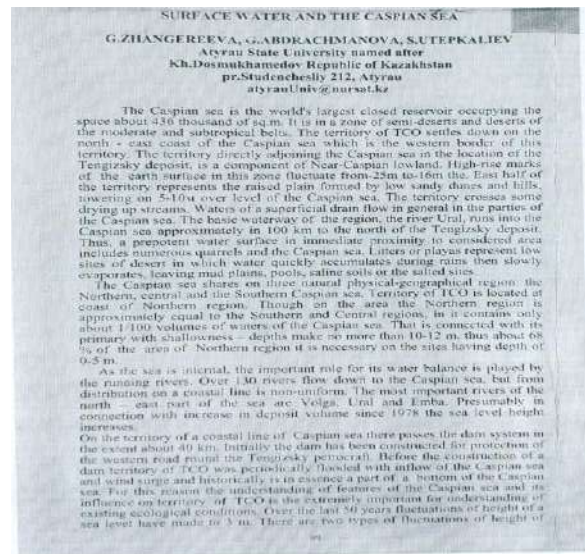 SURFACE WATER AND THE CASPIAN SEA
G.ZHANGEREEVA, G.ABDRACHMANOVA, S.UTEPKALIEV
Atyrau State University named after
Kh.Dosmukhamedov Republic of Kazakhstan
pr.Studenchesliy 212, Atyrau
atyrauUniv@nursat.kz
The Caspian sea is the world's largest closed reservoir occupying the
space about 436 thousand of sq.m. It is in a zone of semi-deserts and deserts of
the moderate and subtropical belts. The territory of TCO settles down on the
north - east coast of the Caspian sea which is the western border of this
territory. The territory directly adjoining the Caspian sea in the location of the
Tengizsky deposit, is a component of Near-Caspian lowland. High-rise marks
of the earth surface in this zone fluctuate from-25m to-16m the. East half of
the territory represents the raised plain formed by low sandy dunes and hills,
towering on 5-10m over level of the Caspian sea. The territory crosses some
drying up streams. Waters of a superficial drain flow in general in the parties of
the Caspian sea. The basic waterway of the region, the river Ural, runs into the
Caspian sea approximately in 100 km to the north of the Tengizsky deposit.
Thus, a prepotent water surface in immediate proximity to considered area
includes numerous quarrels and the Caspian sea. Litters or playas represent low
sites of desert in which water quickly accumulates during rains then slowly
evaporates, leaving mud plains, pools, saline soils or the salted sites.
The Caspian sea shares on three natural physical-geographical region: the
Northern, central and the Southern Caspian sea. Territory of TCO is located at
coast of Northern region. Though on the area the Northern region is
approximately equal to the Southern and Central regions, in it contains only
about 1/100 volumes of waters of the Caspian sea. That is connected with its
primary with shallowness – depths make no more than 10-12 m, thus about 68
% of the area of Northern region it is necessary on the sites having depth of
0-5 m.
As the sea is internal, the important role for its water balance is played by
the running rivers. Over 130 rivers flow down to the Caspian sea, but from
distribution on a coastal line is non-uniform. The most important rivers of the
north – east part of the sea are Volga, Ural and Emba. Presumably in
connection with increase in deposit volume since 1978 the sea level height
increases.
On the territory of a coastal line of Caspian sea there passes the dam system in
the extent about 40 km. Initially the dam has been constructed for protection of
the western road mural the Tengizsky petrocraft. Before the construction of a
dam territory of TCO was periodically flooded with inflow of the Caspian sea
and wind surge and historically is in essence a part of a bottom of the Caspian
sea. For this reason the understanding of features of the Caspian sea and its
influence on territory of TCO is the extremely important for understanding of
existing ecological conditions. Over the last 50 years fluctuations of height of a
sea level have made to 3 m. There are two types of fluctuations of height of